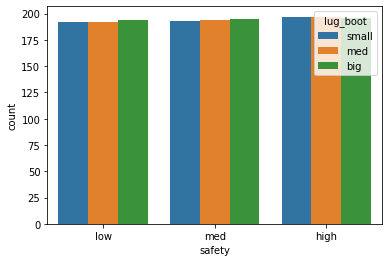 200
175
150
125
100
75
50
25
0
count
low med high
safety
lug_boot
small
med
big